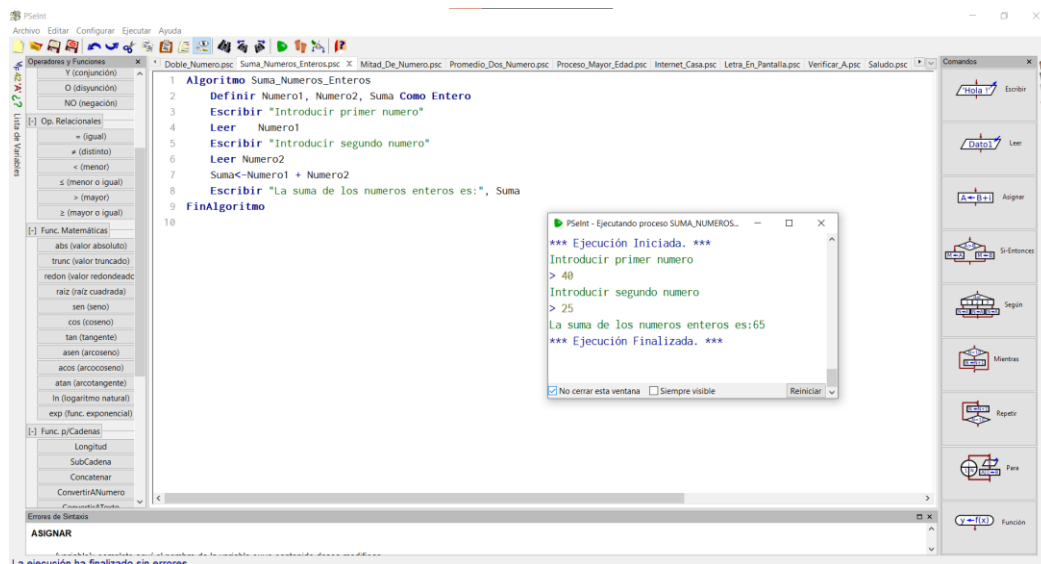 PSeInt
Archivo Editar Configurar Ejecutar Ayuda
Operadores y Funciones
Y (conjunción)
O (disyunción)
NO (negación)
[-] Op. Relacionales
= (igual)
≠ (distinto)
< (menor)
≤ (menor o igual)
> (mayor)
≥ (mayor o igual)
[-] Func. Matemáticas
abs (valor absoluto)
trunc (valor truncado)
redon (valor redondeadc
raiz (raíz cuadrada)
sen (seno)
cos (coseno)
tan (tangente)
asen (arcoseno)
acos (arcocoseno)
atan (arcotangente)
ln (logaritmo natural)
exp (func. exponencial)
[-] Func. p/Cadenas
Longitud
SubCadena
Concatenar
ConvertirANumero
ConvertirATexto
Lista de Variables
Doble_Numero.psc Suma_Numeros_Enteros.psc X Mitad_De_Numero.psc Promedio_Dos_Numero.psc Proceso_Mayor_Edad.psc Internet_Casa.psc Letra_En_Pantalla.psc Verificar_A.psc Saludo.psc
1 Algoritmo Suma_Numeros_Enteros
2 Definir Numero1, Numero2, Suma Como Entero
3 Escribir "Introducir primer numero"
4 Leer Numero1
5 Escribir "Introducir segundo numero"
6 Leer Numero2
7 Suma<-Numero1 + Numero2
8 Escribir "La suma de los numeros enteros es:", Suma
9 FinAlgoritmo
10
PSeInt - Ejecutando proceso SUMA_NUMEROS...
*** Ejecución Iniciada. ***
Introducir primer numero
> 40
Introducir segundo numero
> 25
La suma de los numeros enteros es:65
*** Ejecución Finalizada. ***
No cerrar esta ventana Siempre visible Reiniciar
Comandos
'Hola !' Escribir
Dato1 Leer
A←B+1 Asignar
Si-Entonces
Según
Mientras
Repetir
Para
y←f(x) Función
Errores de Sintaxis
ASIGNAR
La ejecución ha finalizado sin errores.